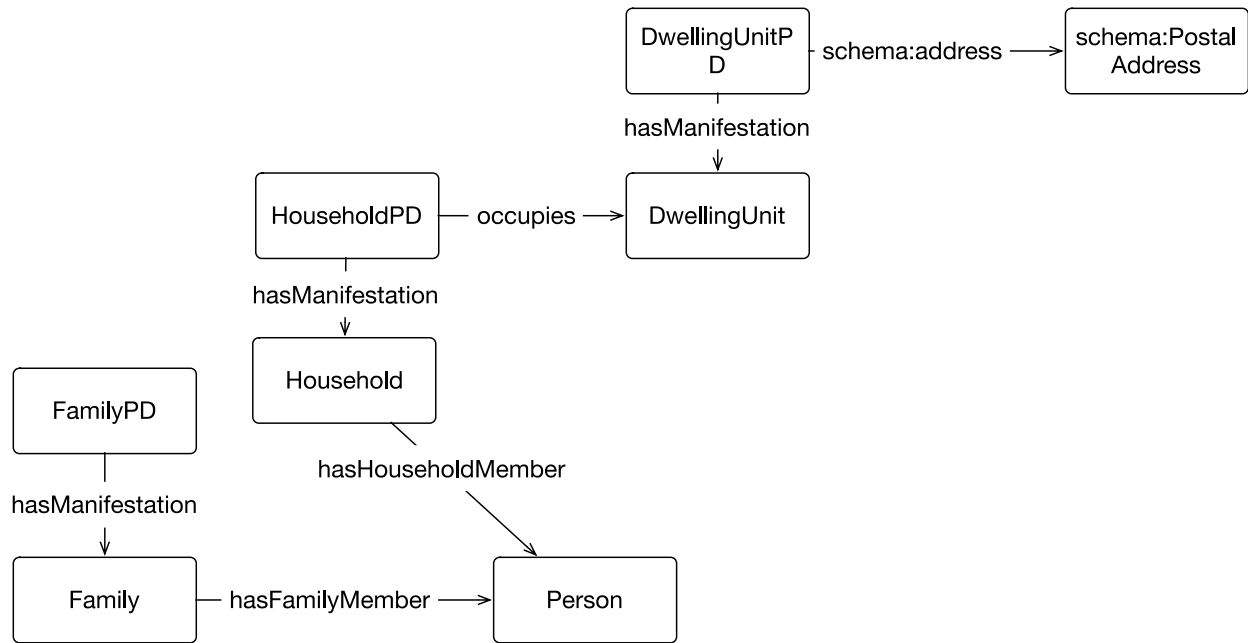 DwellingUnitP
D
schema:address
schema:Postal
Address
hasManifestation
HouseholdPD
occupies
DwellingUnit
hasManifestation
Household
FamilyPD
hasHouseholdMember
hasManifestation
Family
hasFamilyMember
Person